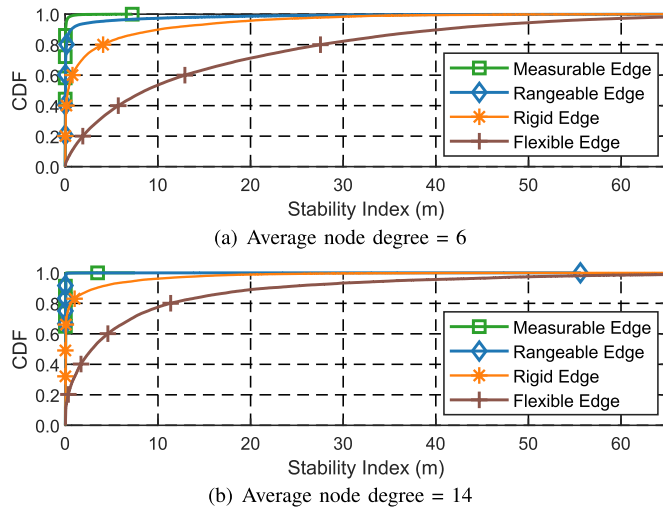 1.0
0.8
0.6
0.4
0.2
0.0
CDF
0 10 20 30 40 50 60
Stability Index (m)
Measurable Edge
Rangeable Edge
Rigid Edge
Flexible Edge
(a) Average node degree = 6
1.0
0.8
0.6
0.4
0.2
0.0
CDF
0 10 20 30 40 50 60
Stability Index (m)
Measurable Edge
Rangeable Edge
Rigid Edge
Flexible Edge
(b) Average node degree = 14